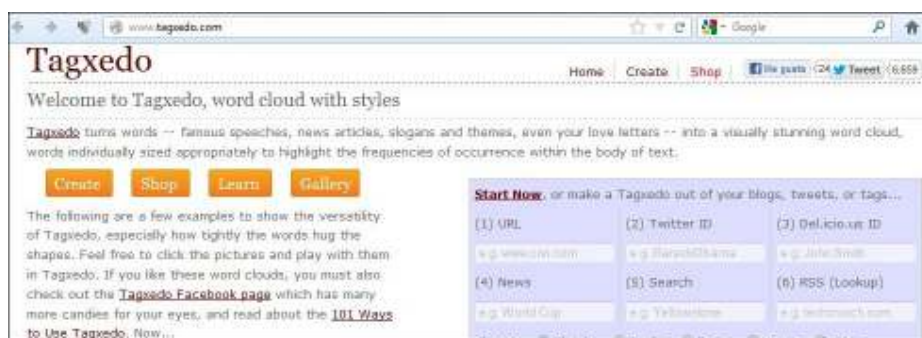 www.tagxedo.com
Google
Tagxedo
Home Create Shop Me gusta 24 Tweet 6,659
Welcome to Tagxedo, word cloud with styles
Tagxedo turns words -- famous speeches, news articles, slogans and themes, even your love letters -- into a visually stunning word cloud,
words individually sized appropriately to highlight the frequencies of occurrence within the body of text.
Create Shop Learn Gallery
The following are a few examples to show the versatility
of Tagxedo, especially how tightly the words hug the
shapes. Feel free to click the pictures and play with them
in Tagxedo. If you like these word clouds, you must also
check out the Tagxedo Facebook page which has many
more candies for your eyes, and read about the 101 Ways
to Use Tagxedo. Now...
Start Now, or make a Tagxedo out of your blogs, tweets, or tags...
(1) URL (2) Twitter ID (3) Del.icio.us ID
e.g. www.cnn.com e.g. BarackObama e.g. John Smith
(4) News (5) Search (6) RSS (Lookup)
e.g. World Cup e.g. Yellowstone